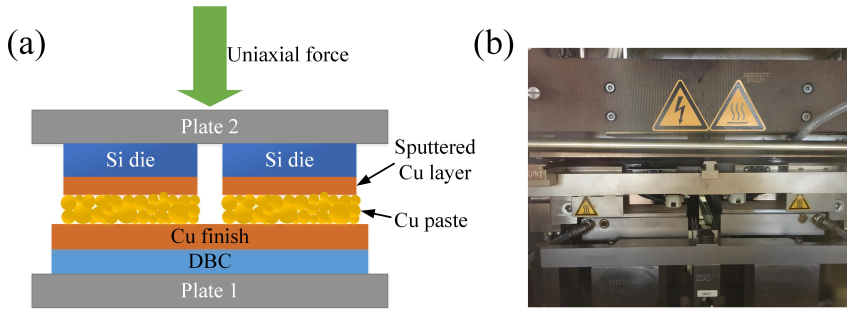 (a)
Uniaxial force
Plate 2
Si die
Si die
Sputtered
Cu layer
Cu paste
Cu finish
DBC
Plate 1
(b)